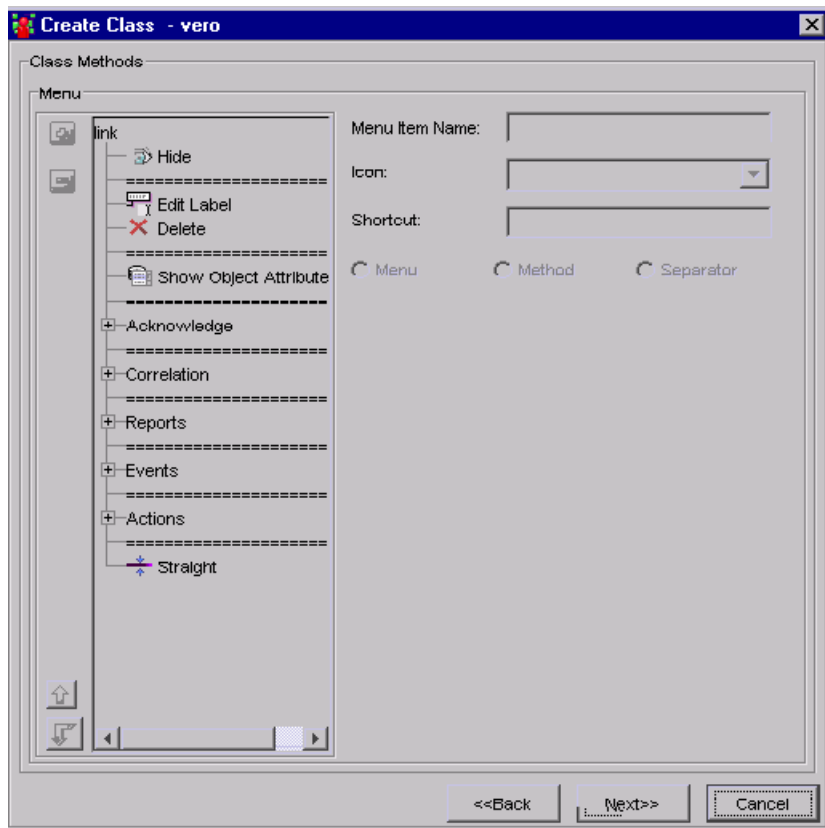 Create Class - vero
Class Methods
Menu
link
Hide
====================
Edit Label
Delete
====================
Show Object Attribute
--------------------
Acknowledge
====================
Correlation
====================
Reports
====================
Events
====================
Actions
====================
Straight
Menu Item Name:
Icon:
Shortcut:
Menu Method Separator
<<Back Next>> Cancel